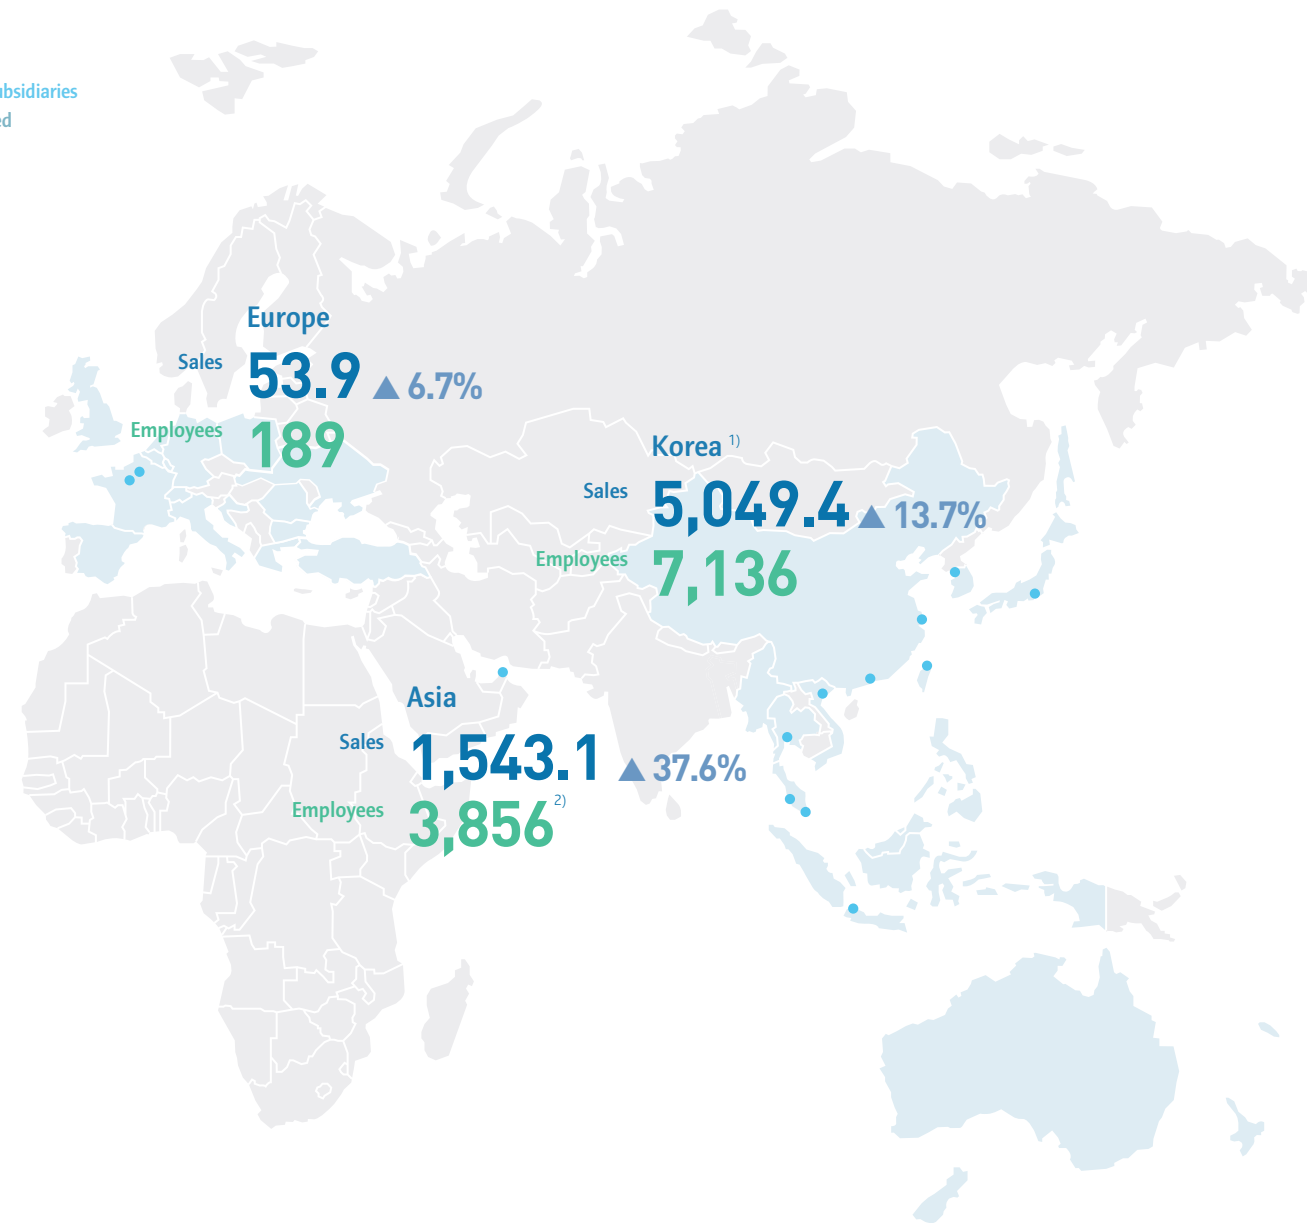 Europe
Sales 53.9 ▲ 6.7%
Employees 189
Korea 1)
Sales 5,049.4 ▲ 13.7%
Employees 7,136
Asia
Sales 1,543.1 ▲ 37.6%
Employees 3,856 2)